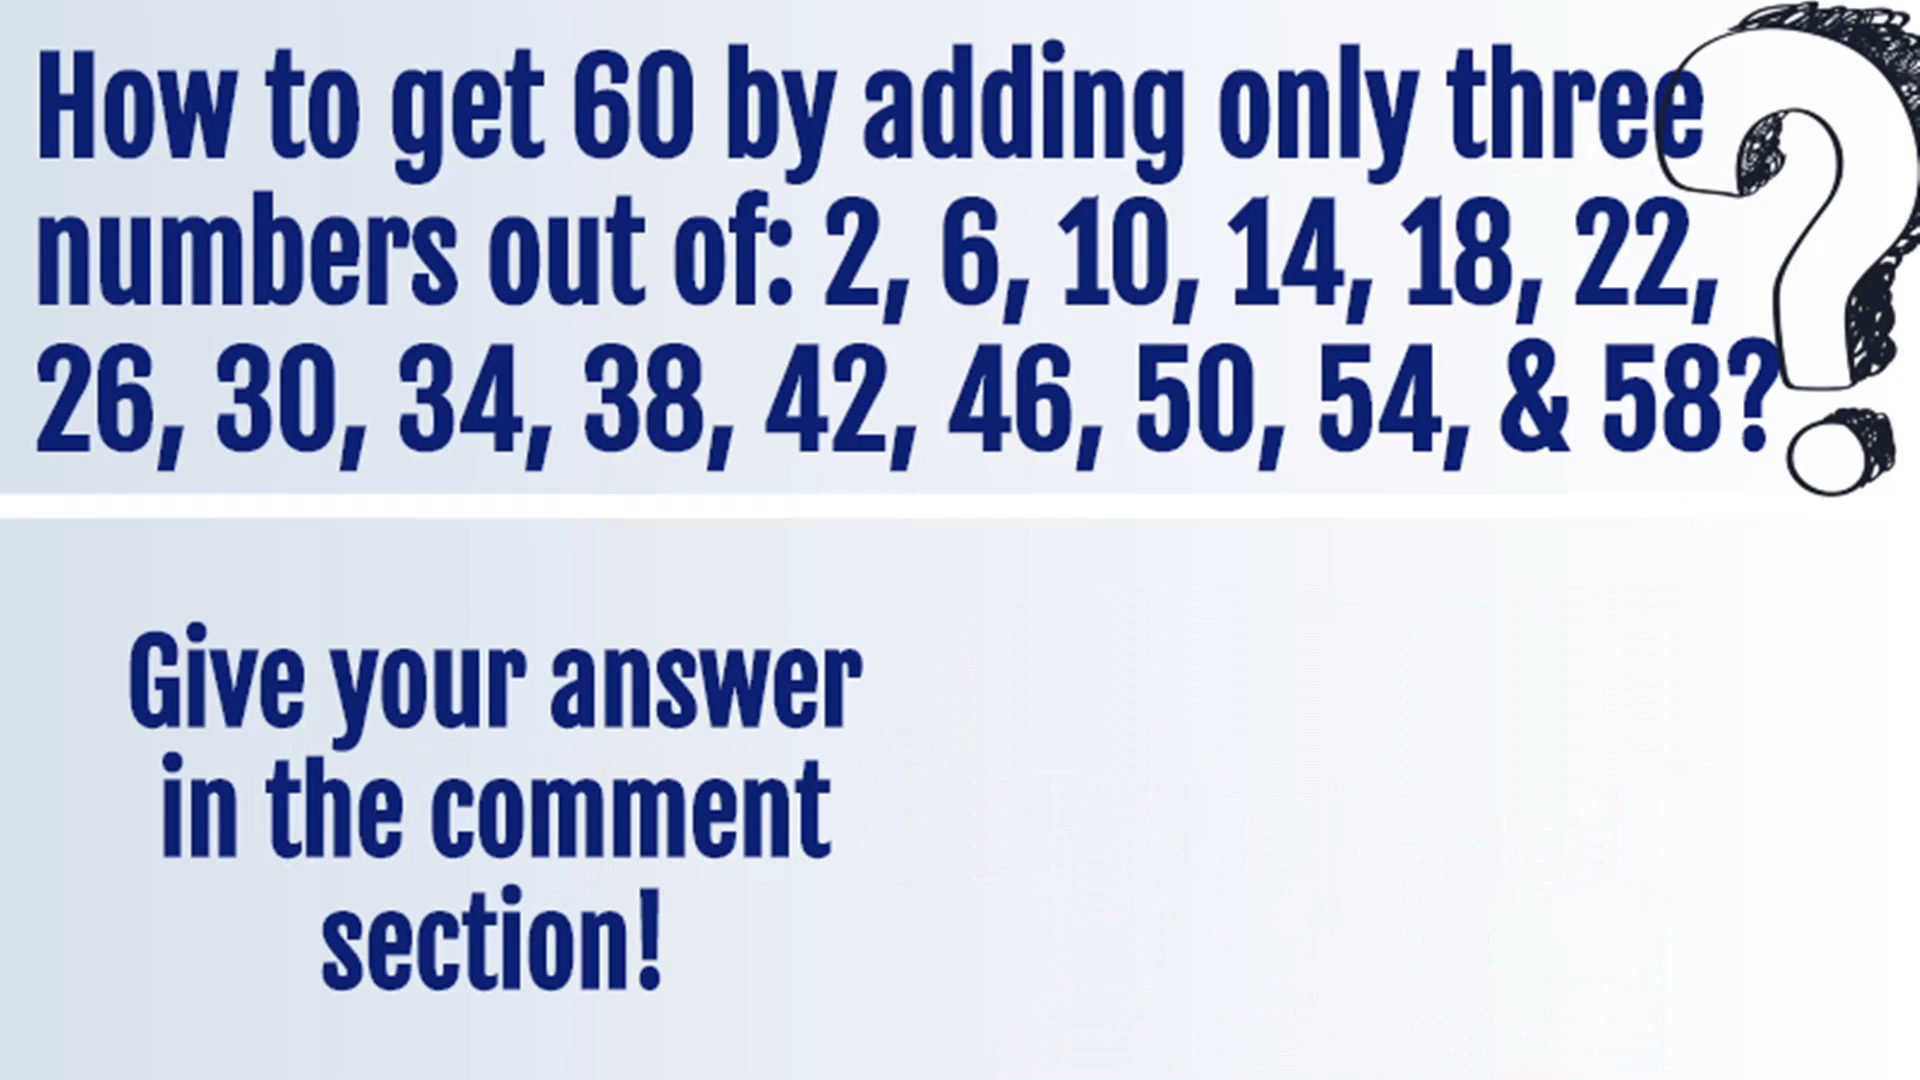 How to get 60 by adding only three
numbers out of: 2, 6, 10, 14, 18, 22,
26, 30, 34, 38, 42, 46, 50, 54, & 58?
Give your answer
in the comment
section!